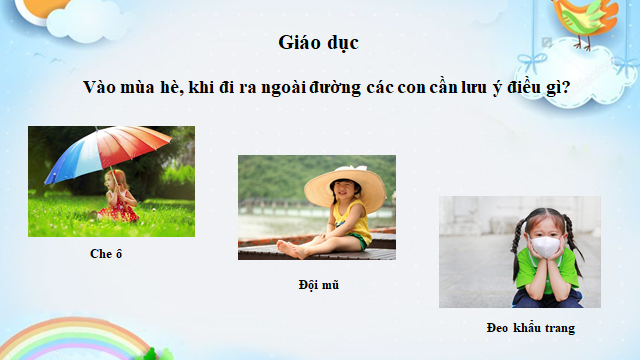 Giáo dục
Vào mùa hè, khi đi ra ngoài đường các con cần lưu ý điều gì?
Che ô
Đội mũ
Đeo khẩu trang